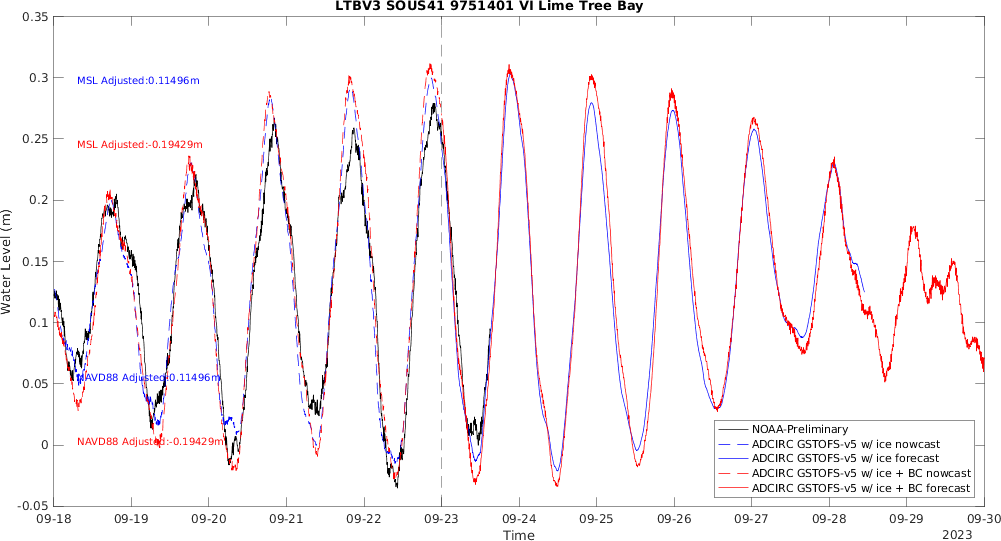 LTBV3 SOUS41 9751401 VI Lime Tree Bay
0.35
0.3
0.25
0.2
0.15
0.1
0.05
0
-0.05
Water Level (m)
MSL Adjusted:0.11496m
MSL Adjusted:-0.19429m
NAVD88 Adjusted:0.11496m
NAVD88 Adjusted:-0.19429m
NOAA-Preliminary
ADCIRC GSTOFS-v5 w/ ice nowcast
ADCIRC GSTOFS-v5 w/ ice forecast
ADCIRC GSTOFS-v5 w/ ice + BC nowcast
ADCIRC GSTOFS-v5 w/ ice + BC forecast
09-18 09-19 09-20 09-21 09-22 09-23 09-24 09-25 09-26 09-27 09-28 09-29 09-30
Time
2023